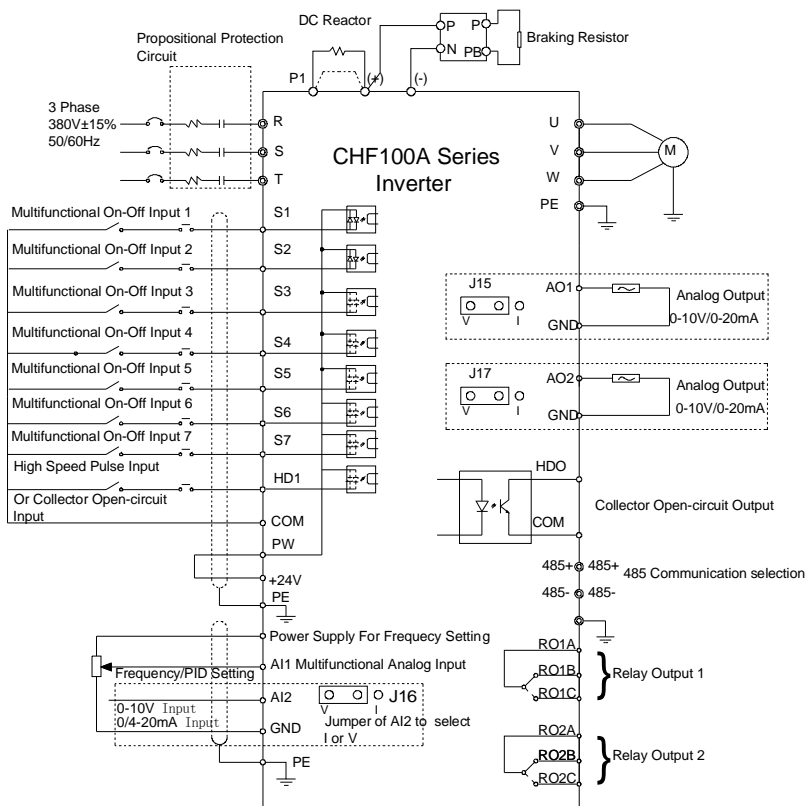 DC Reactor
P
P
Braking Resistor
N
PB
Propositional Protection
Circuit
P1
(+)
(-)
3 Phase
380V±15%
50/60Hz
R
S
T
CHF100A Series
Inverter
U
V
W
PE
M
Multifunctional On-Off Input 1
S1
Multifunctional On-Off Input 2
S2
Multifunctional On-Off Input 3
S3
Multifunctional On-Off Input 4
S4
Multifunctional On-Off Input 5
S5
Multifunctional On-Off Input 6
S6
Multifunctional On-Off Input 7
S7
High Speed Pulse Input
HD1
Or Collector Open-circuit
Input
COM
PW
+24V
PE
J15
V
I
AO1
GND
Analog Output
0-10V/0-20mA
J17
V
I
AO2
GND
Analog Output
0-10V/0-20mA
HDO
COM
Collector Open-circuit Output
485+
485+
485-
485-
485 Communication selection
Power Supply For Frequecy Setting
AI1 Multifunctional Analog Input
Frequency/PID Setting
AI2
J16
V
I
0-10V Input
0/4-20mA Input
GND
Jumper of AI2 to select
I or V
PE
RO1A
RO1B
RO1C
Relay Output 1
RO2A
RO2B
RO2C
Relay Output 2